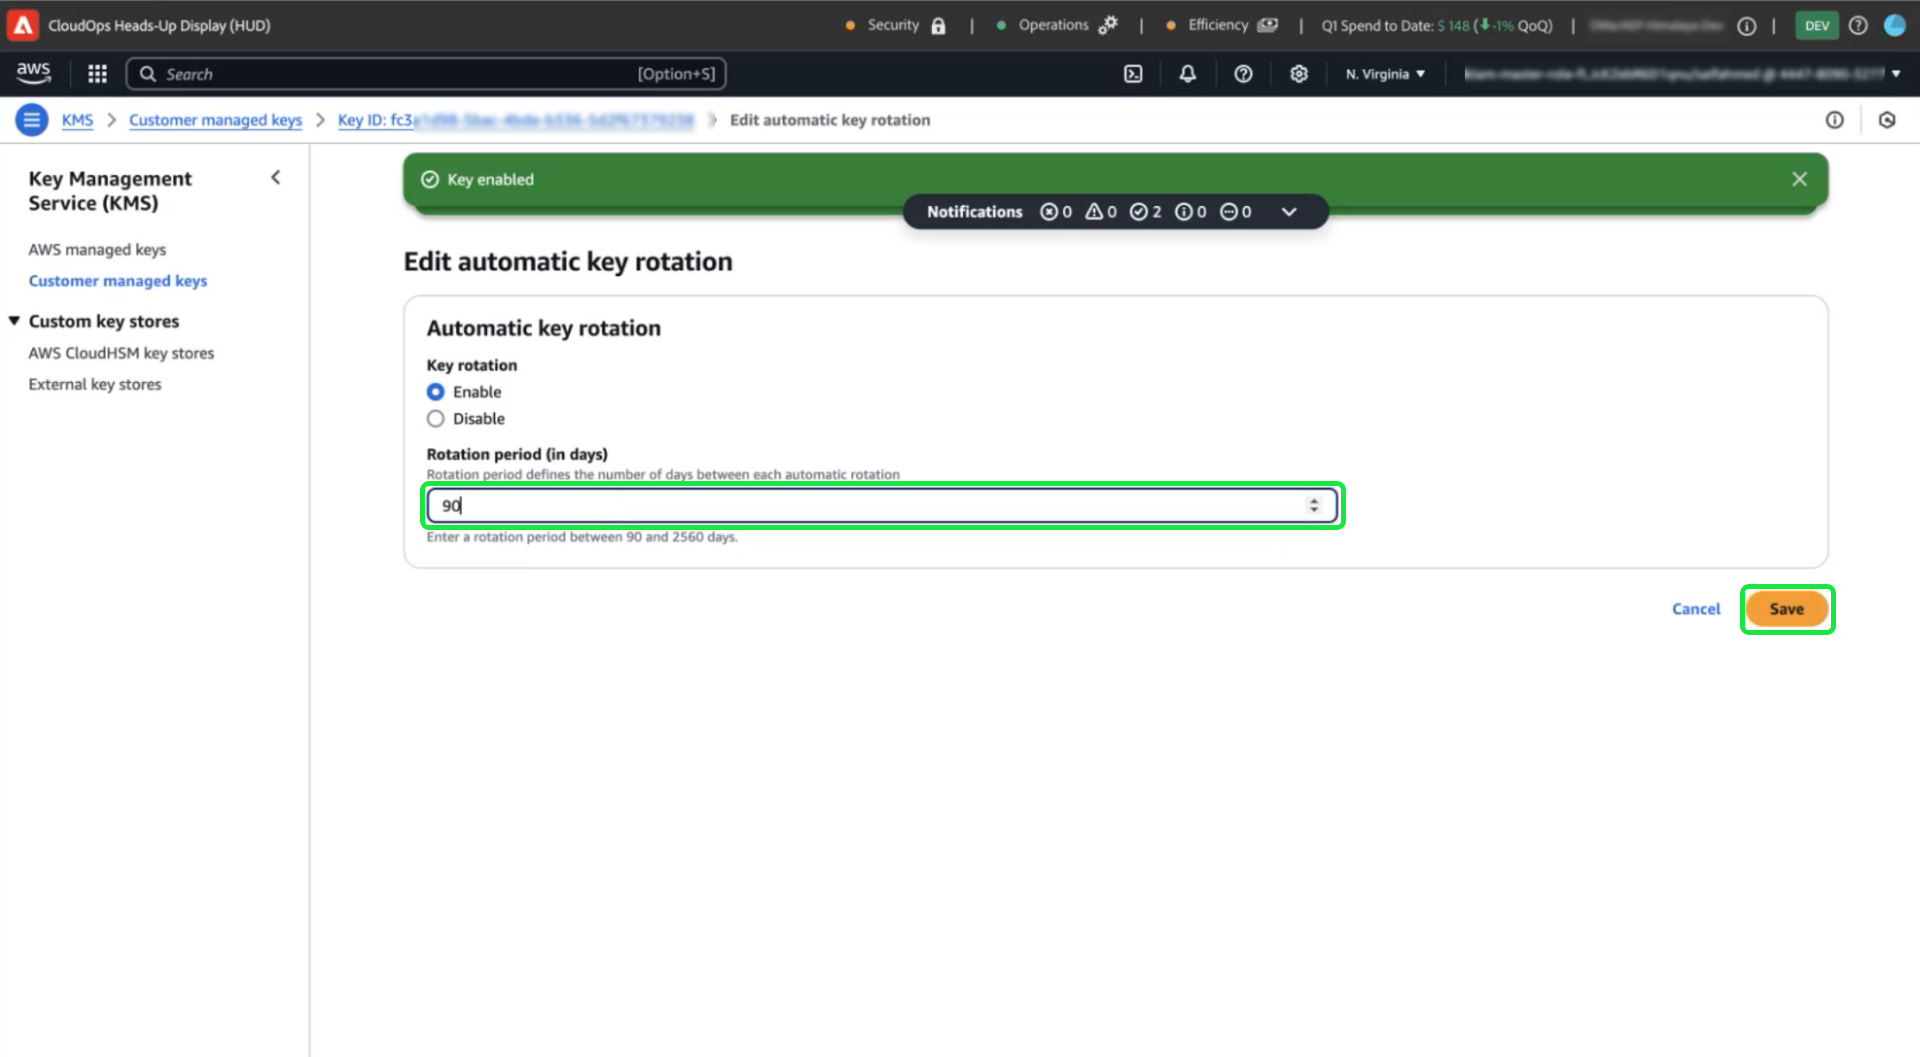 CloudOps Heads-Up Display (HUD)
Security | Operations | Efficiency | Q1 Spend to Date: $ 148 (-1% QoQ) | | DEV
aws
Search [Option+S]
N. Virginia
KMS > Customer managed keys > Key ID: fc3 > Edit automatic key rotation
Key Management
Service (KMS)
AWS managed keys
Customer managed keys
Custom key stores
AWS CloudHSM key stores
External key stores
Key enabled
Notifications 0 0 2 0 0
Edit automatic key rotation
Automatic key rotation
Key rotation
Enable
Disable
Rotation period (in days)
Rotation period defines the number of days between each automatic rotation
90
Enter a rotation period between 90 and 2560 days.
Cancel
Save